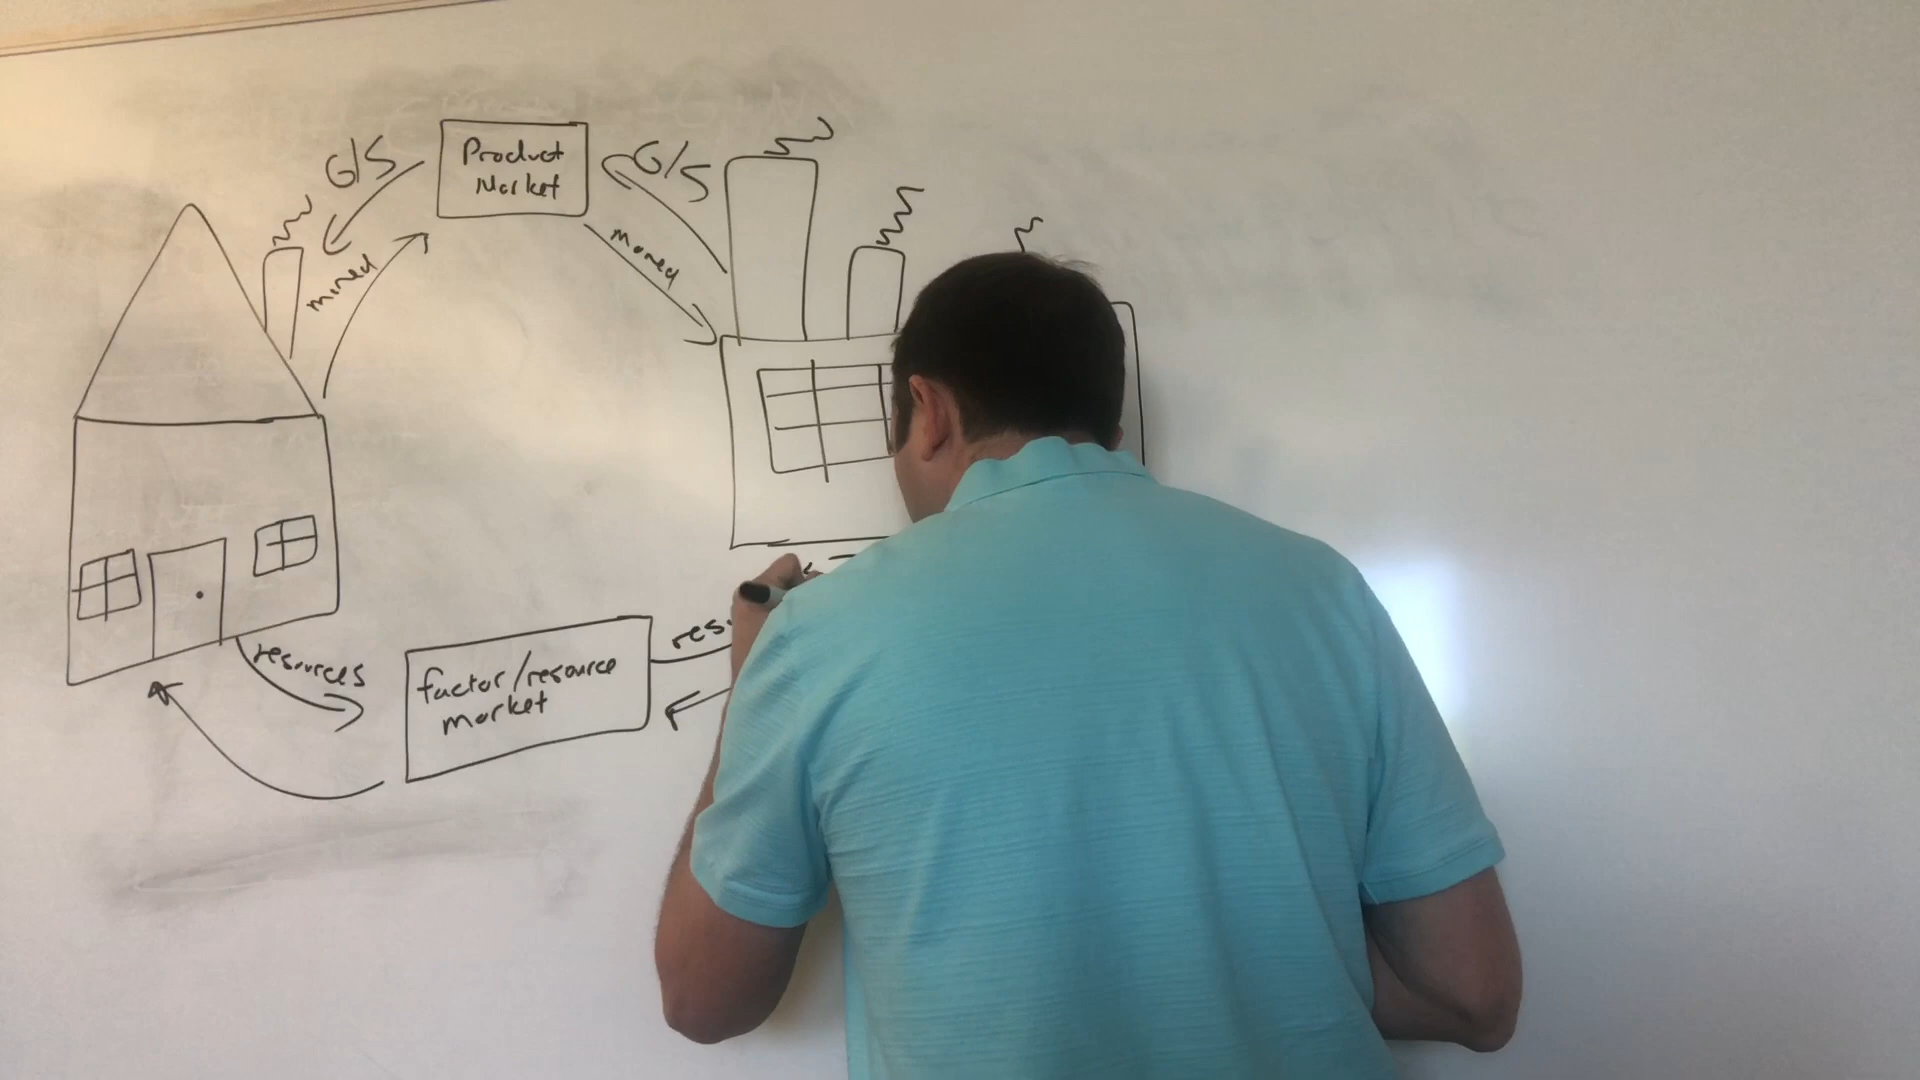 G/S
Product
Market
G/S
money
money
resources
factor/resource
market
res